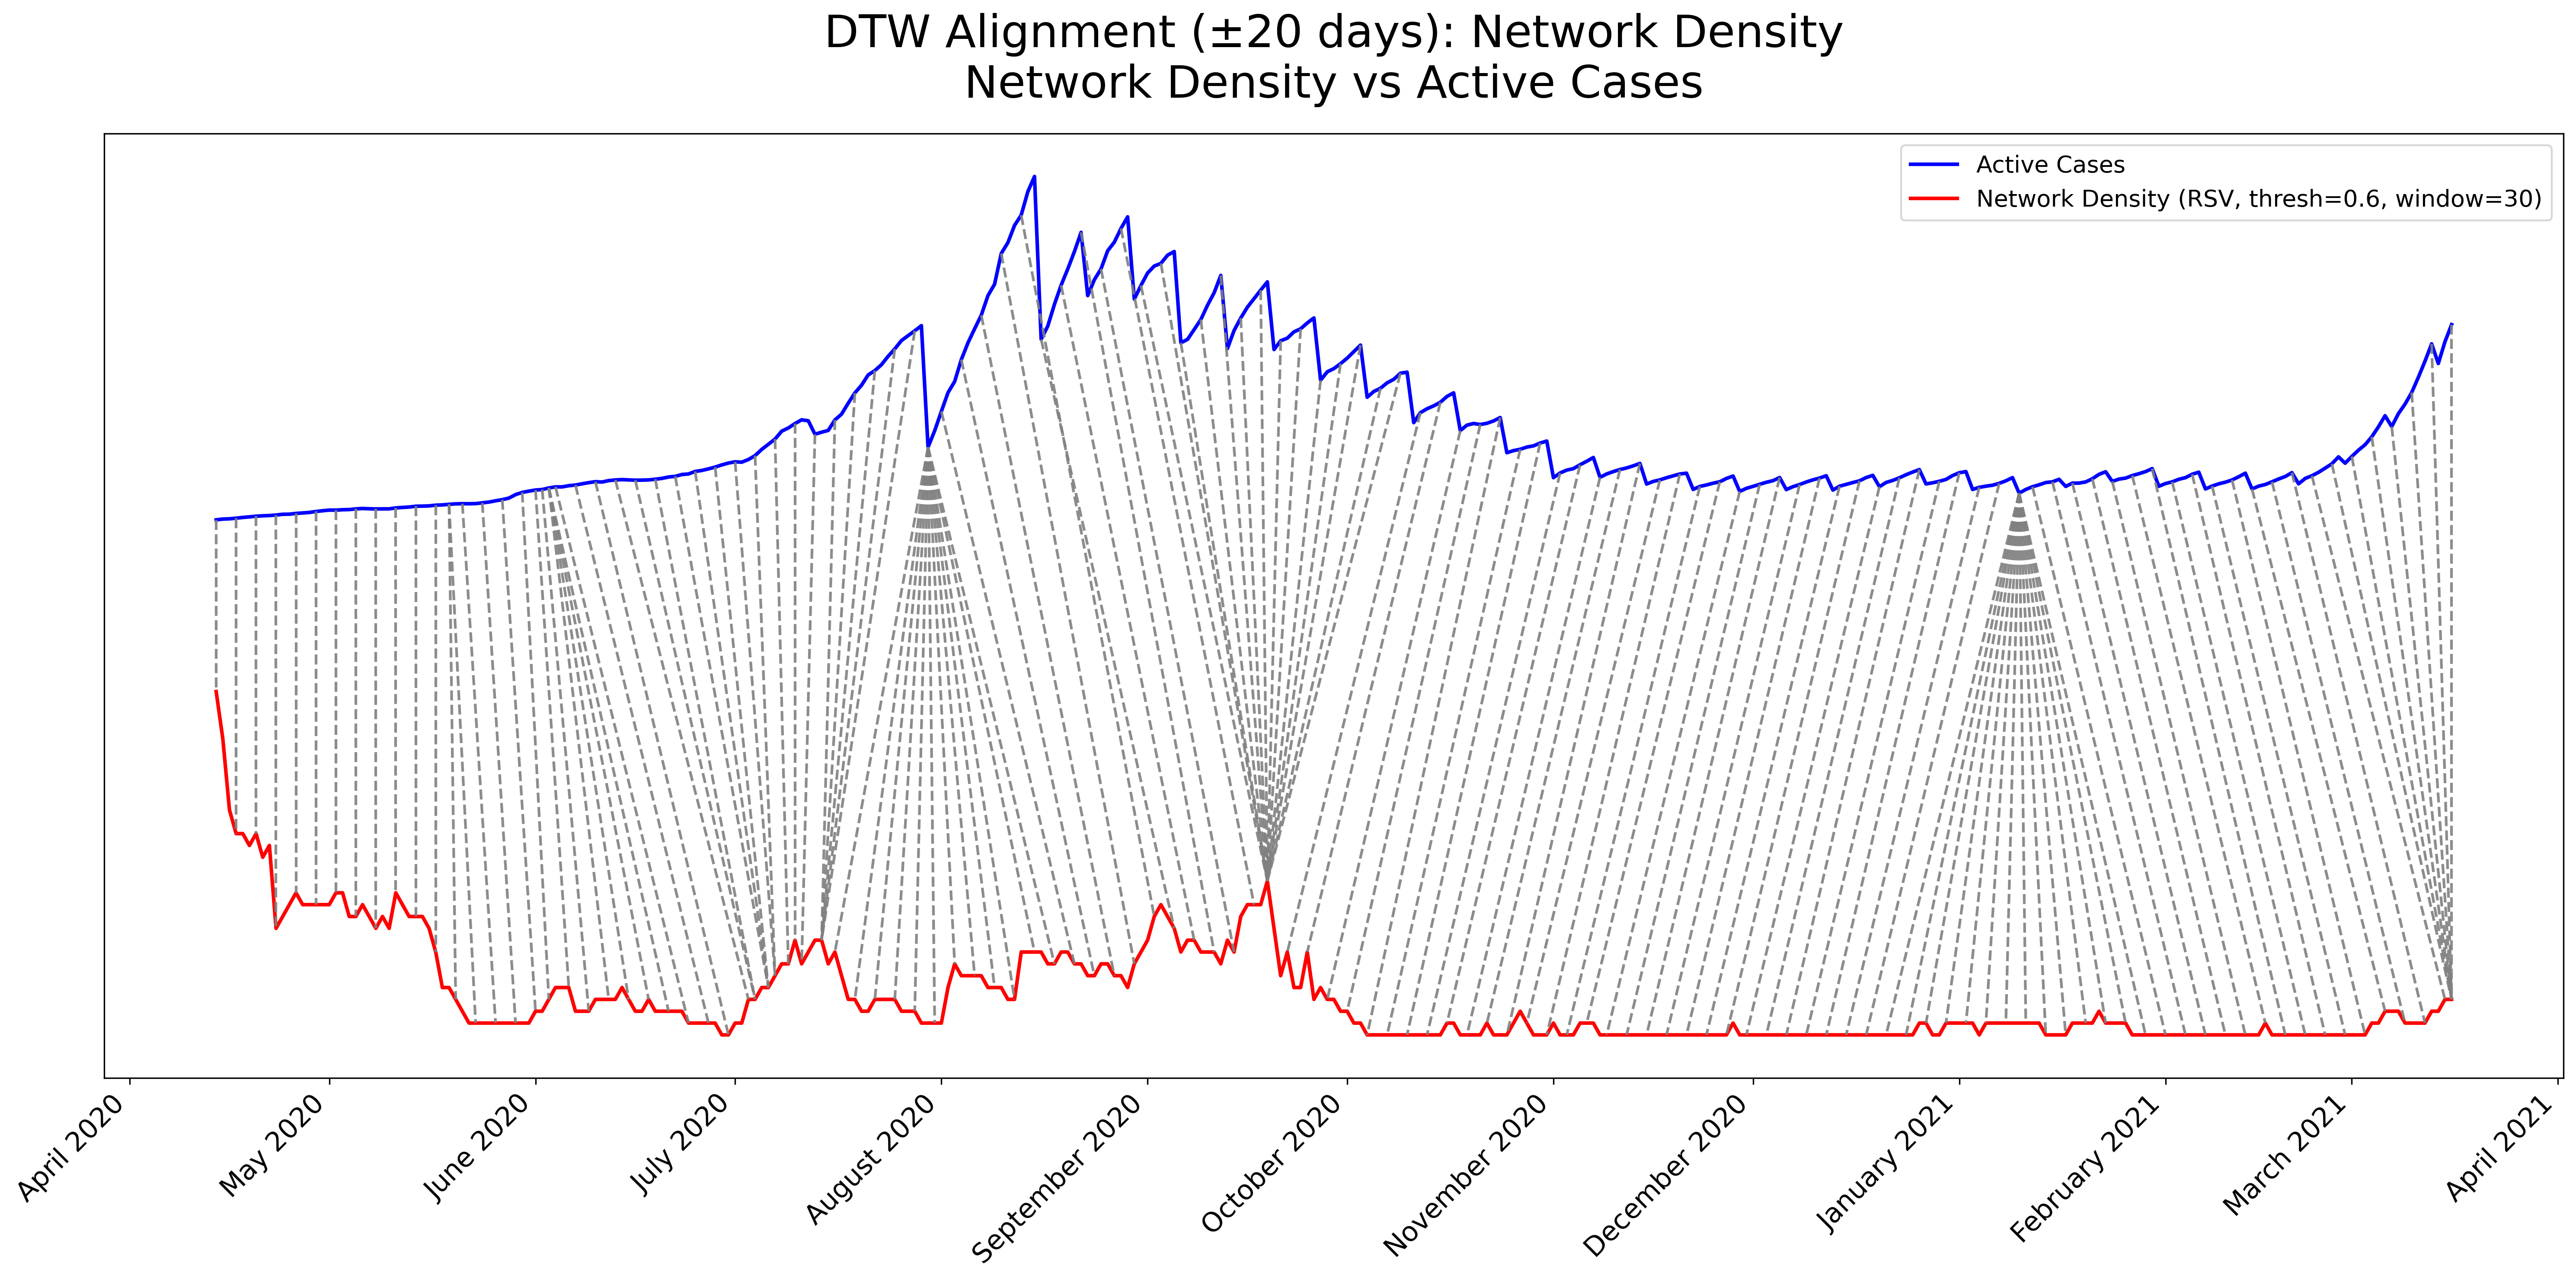 DTW Alignment (±20 days): Network Density
Network Density vs Active Cases
Active Cases
Network Density (RSV, thresh=0.6, window=30)
April 2020
May 2020
June 2020
July 2020
August 2020
September 2020
October 2020
November 2020
December 2020
January 2021
February 2021
March 2021
April 2021